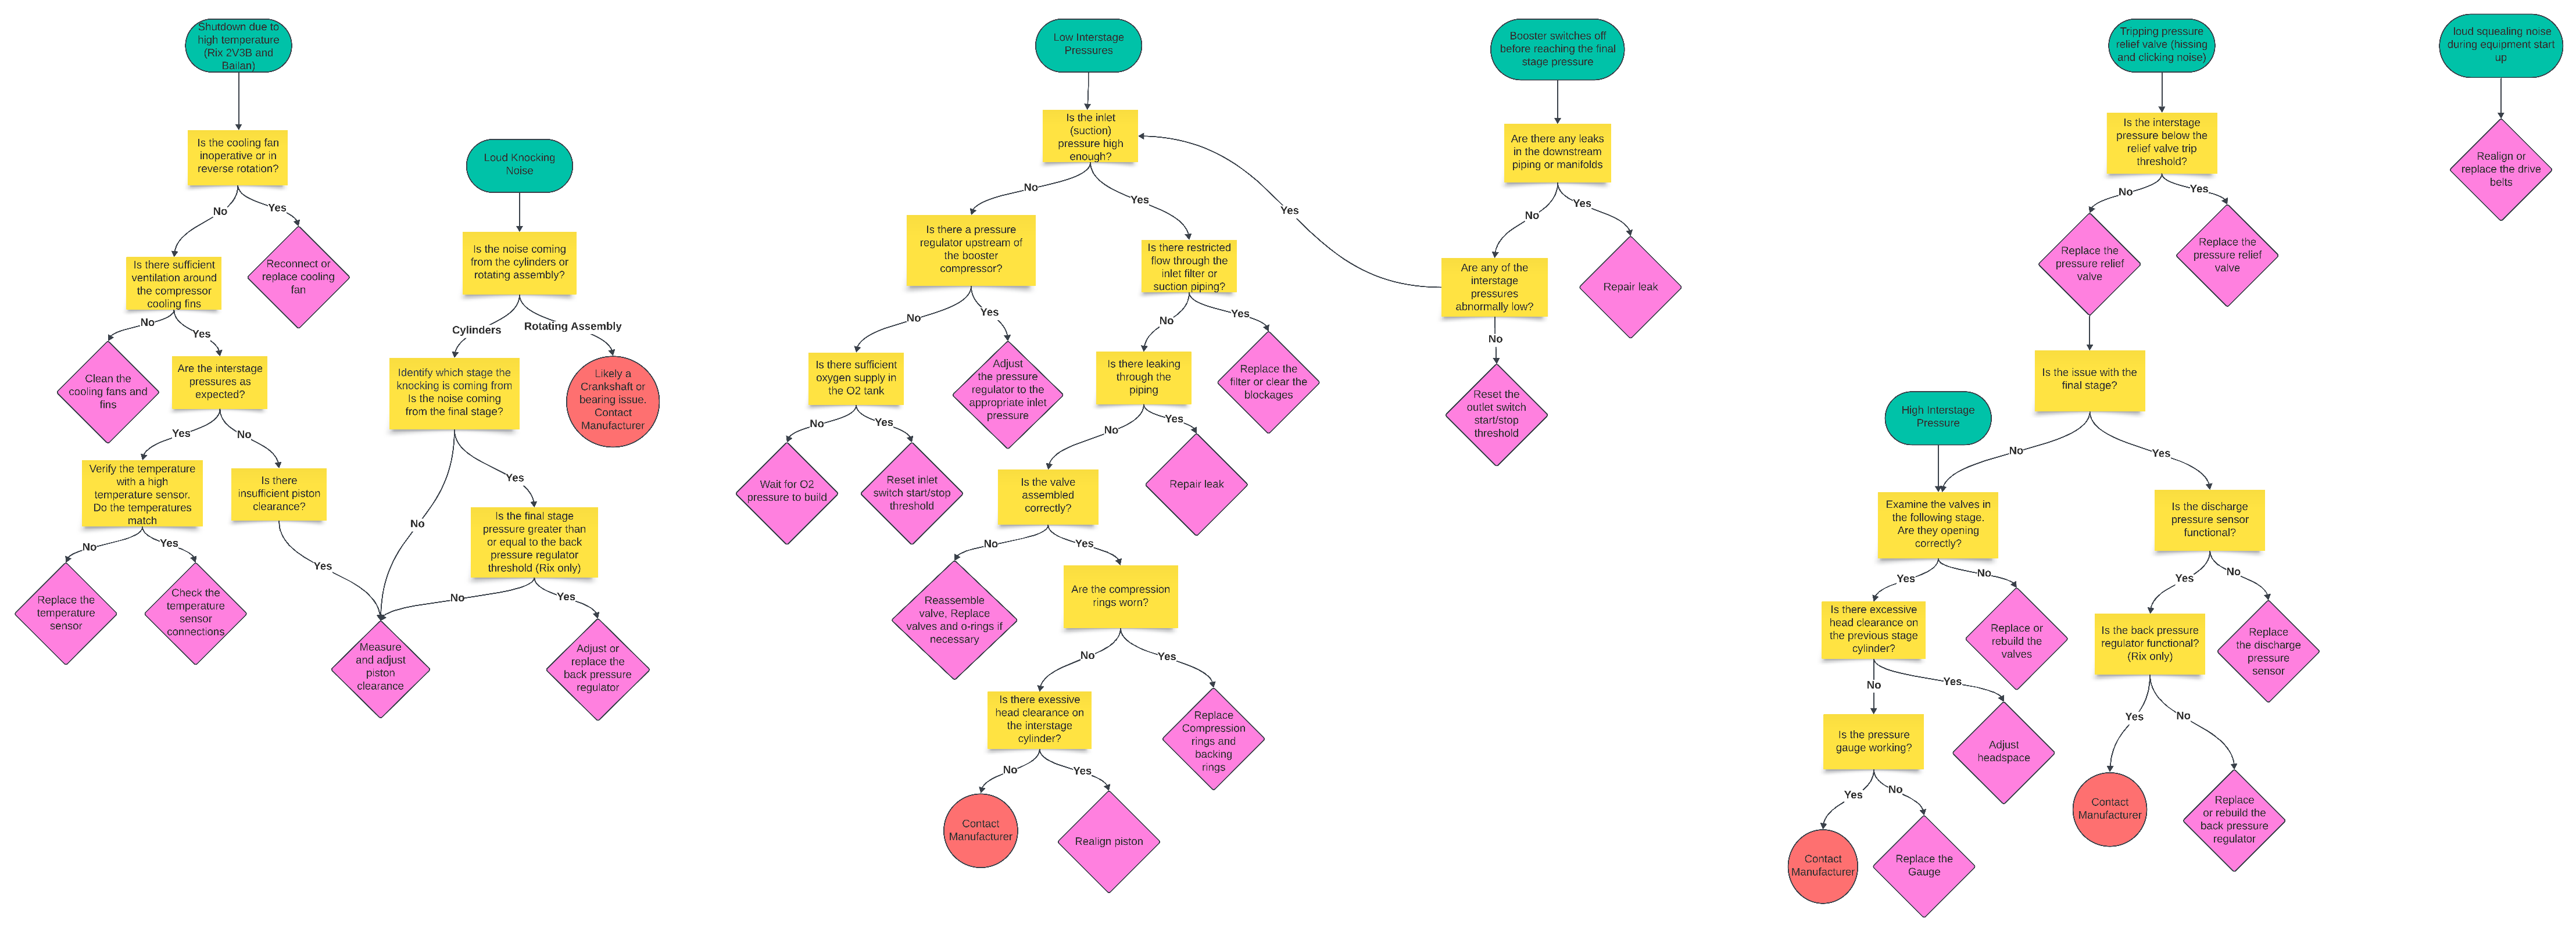 Shutdown due to
high temperature
(Rix 2V3B and
Bailan)
Is the cooling fan
inoperative or in
reverse rotation?
No
Yes
Reconnect or
replace cooling
fan
Is there sufficient
ventilation around
the compressor
cooling fins
No
Yes
Clean the
cooling fans and
fins
Are the interstage
pressures as
expected?
Yes
No
Verify the temperature
with a high
temperature sensor.
Do the temperatures
match
Is there
insufficient piston
clearance?
No
Yes
Yes
Replace the
temperature
sensor
Check the
temperature
sensor
connections
Loud Knocking
Noise
Is the noise coming
from the cylinders or
rotating assembly?
Cylinders
Rotating Assembly
Identify which stage the
knocking is coming from
Is the noise coming
from the final stage?
Likely a
Crankshaft or
bearing issue.
Contact
Manufacturer
Yes
No
Is the final stage
pressure greater than
or equal to the back
pressure regulator
threshold (Rix only)
No
Yes
Measure
and adjust
piston
clearance
Adjust or
replace the
back pressure
regulator
Low Interstage
Pressures
Is the inlet
(suction)
pressure high
enough?
No
Yes
Is there a pressure
regulator upstream of
the booster
compressor?
Is there restricted
flow through the
inlet filter or
suction piping?
No
Yes
Is there sufficient
oxygen supply in
the O2 tank
Adjust
the pressure
regulator to the
appropriate inlet
pressure
No
Yes
Wait for O2
pressure to build
Reset inlet
switch start/stop
threshold
No
Yes
Is there leaking
through the
piping
Replace the
filter or clear the
blockages
No
Yes
Is the valve
assembled
correctly?
Repair leak
No
Yes
Reassemble
valve, Replace
valves and o-rings if
necessary
Are the compression
rings worn?
No
Yes
Is there exessive
head clearance on
the interstage
cylinder?
Replace
Compression
rings and
backing
rings
No
Yes
Contact
Manufacturer
Realign piston
Booster switches off
before reaching the final
stage pressure
Are there any leaks
in the downstream
piping or manifolds
No
Yes
Yes
Are any of the
interstage
pressures
abnormally low?
Repair leak
No
Reset the
outlet switch
start/stop
threshold
Tripping pressure
relief valve (hissing
and clicking noise)
Is the interstage
pressure below the
relief valve trip
threshold?
No
Yes
Replace the
pressure relief
valve
Replace the
pressure relief
valve
Is the issue with the
final stage?
No
Yes
High Interstage
Pressure
Examine the valves in
the following stage.
Are they opening
correctly?
Is the discharge
pressure sensor
functional?
Yes
No
Is there excessive
head clearance on
the previous stage
cylinder?
Replace or
rebuild the
valves
No
Yes
Is the pressure
gauge working?
Adjust
headspace
Yes
No
Contact
Manufacturer
Replace the
Gauge
Yes
No
Is the back pressure
regulator functional?
(Rix only)
Replace
the discharge
pressure
sensor
Yes
No
Contact
Manufacturer
Replace
or rebuild the
back pressure
regulator
loud squealing noise
during equipment start
up
Realign or
replace the drive
belts